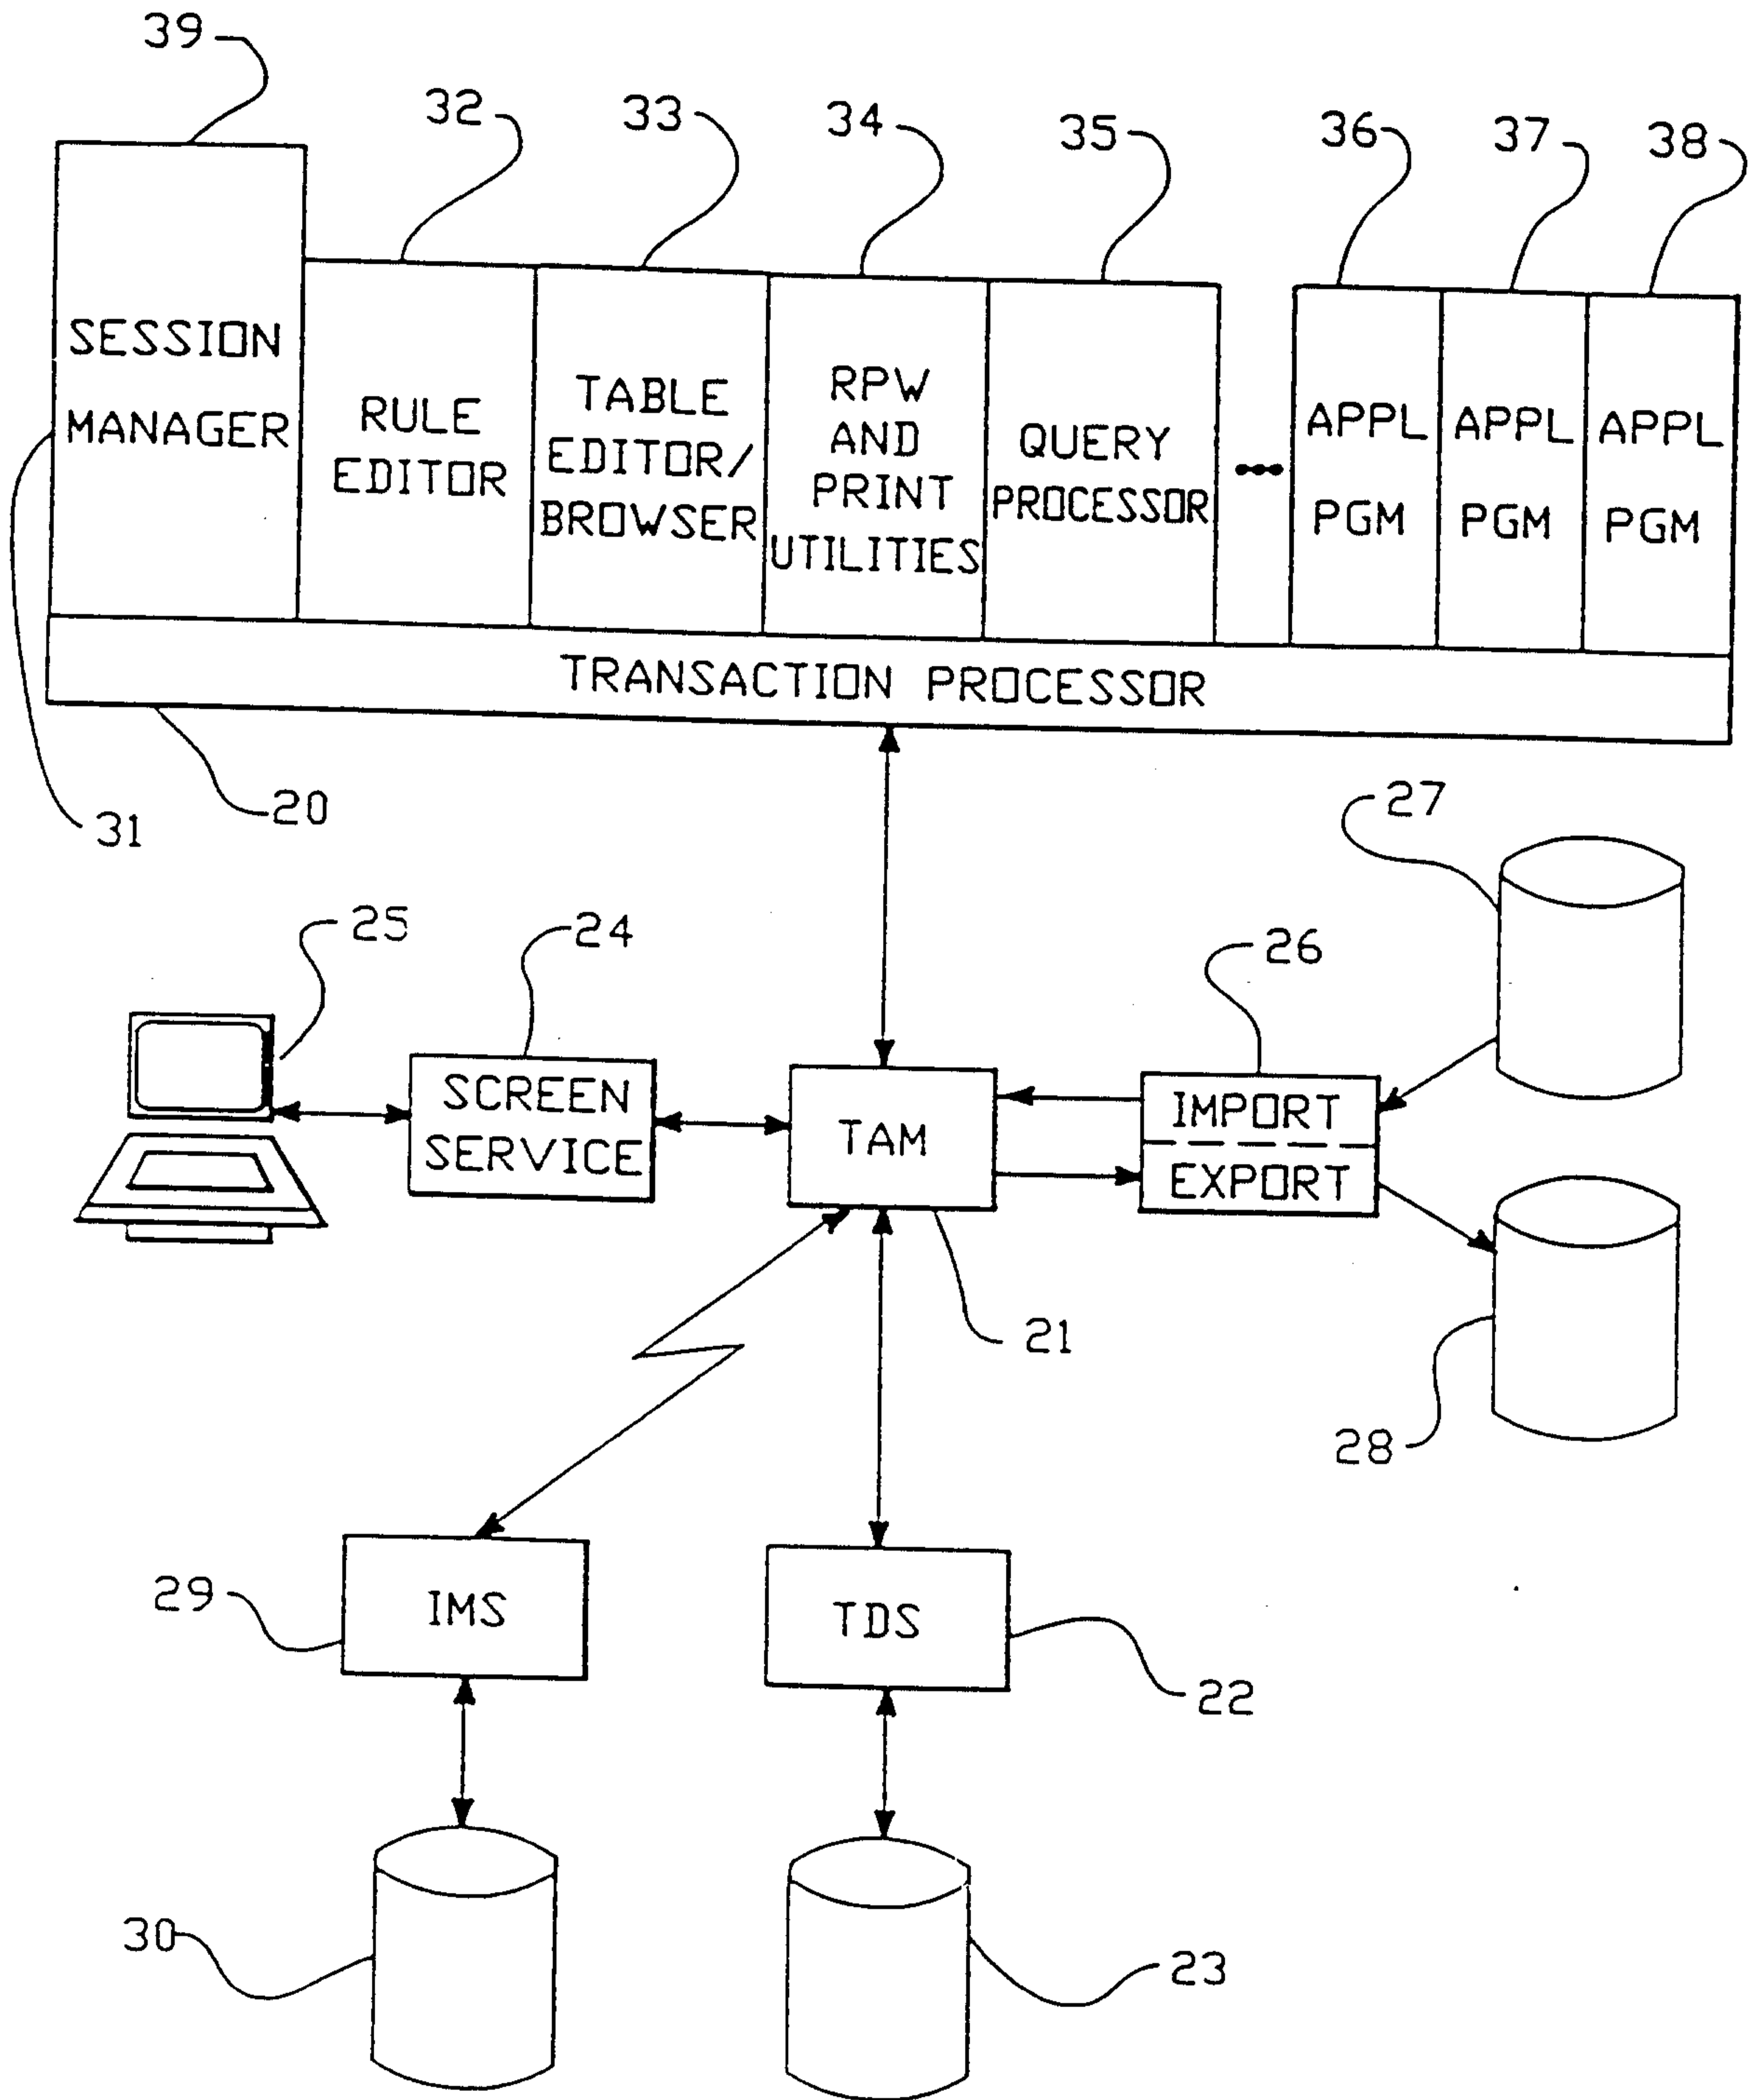 39
32
33
34
35
36
37
38
SESSION
MANAGER
RULE
EDITOR
TABLE
EDITOR/
BROWSER
RPW
AND
PRINT
UTILITIES
QUERY
PROCESSOR
APPL
PGM
APPL
PGM
APPL
PGM
TRANSACTION PROCESSOR
31
20
27
25
24
26
SCREEN
SERVICE
TAM
IMPORT
EXPORT
21
28
29
IMS
TDS
22
30
23